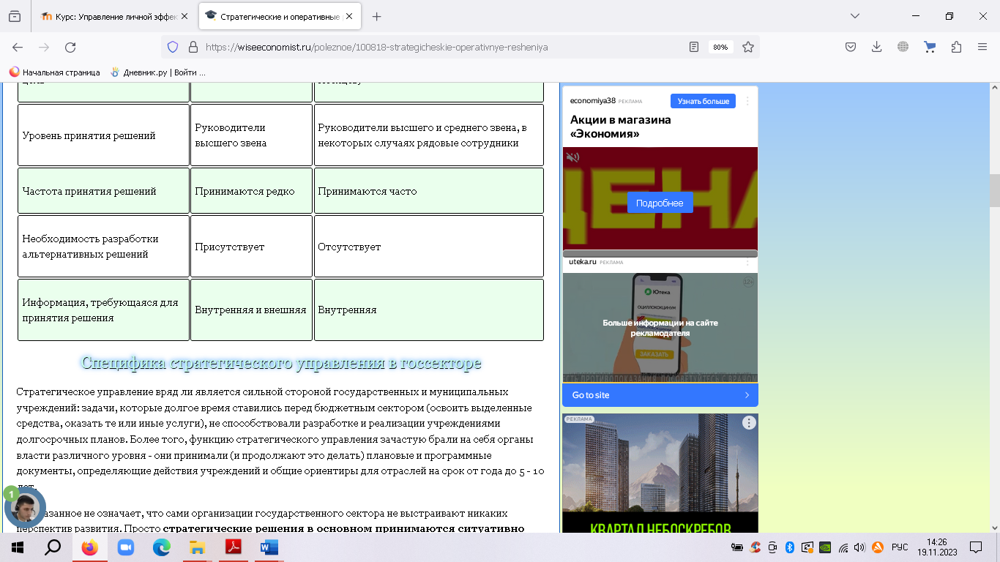 Курс: Управление личной эффек
Стратегические и оперативные
https://wiseeconomist.ru/poleznoe/100818-strategicheskie-operativnye-resheniya
80%
Начальная страница
Дневник.ру | Войти ...
Уровень принятия решений
Руководители
высшего звена
Руководители высшего и среднего звена, в
некоторых случаях рядовые сотрудники
Частота принятия решений
Принимаются редко
Принимаются часто
Необходимость разработки
альтернативных решений
Присутствует
Отсутствует
Информация, требующаяся для
принятия решения
Внутренняя и внешняя
Внутренняя
Специфика стратегического управления в госсекторе
Стратегическое управление вряд ли является сильной стороной государственных и муниципальных
учреждений: задачи, которые долгое время ставились перед бюджетным сектором (освоить выделенные
средства, оказать те или иные услуги), не способствовали разработке и реализации учреждениями
долгосрочных планов. Более того, функцию стратегического управления зачастую брали на себя органы
власти различного уровня - они принимали (и продолжают это делать) плановые и программные
документы, определяющие действия учреждений и общие ориентиры для отраслей на срок от года до 5 - 10
лет.
1
азанное не означает, что сами организации государственного сектора не выстраивают никаких
перспектив развития. Просто стратегические решения в основном принимаются ситуативно
economiya38 РЕКЛАМА
Узнать больше
Акции в магазина
«Экономия»
ЦЕНА
Подробнее
uteka.ru РЕКЛАМА
12+
Ютека
ОЦИЛЛОКОКЦИНУМ
Больше информации на сайте
рекламодателя
ЗАКАЗАТЬ
ЕСТЬ ПРОТИВОПОКАЗАНИЯ. ПОСОВЕТУЙТЕСЬ С ВРАЧОМ
Go to site
РЕКЛАМА
КВАРТАЛ НЕБОСКРЕБОВ
РУС
14:26
19.11.2023